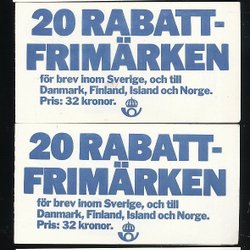 20 RABATT-
FRIMÄRKEN
för brev inom Sverige, och till
Danmark, Finland, Island och Norge.
Pris: 32 kronor.
20 RABATT-
FRIMÄRKEN
för brev inom Sverige, och till
Danmark, Finland, Island och Norge.
Pris: 32 kronor.